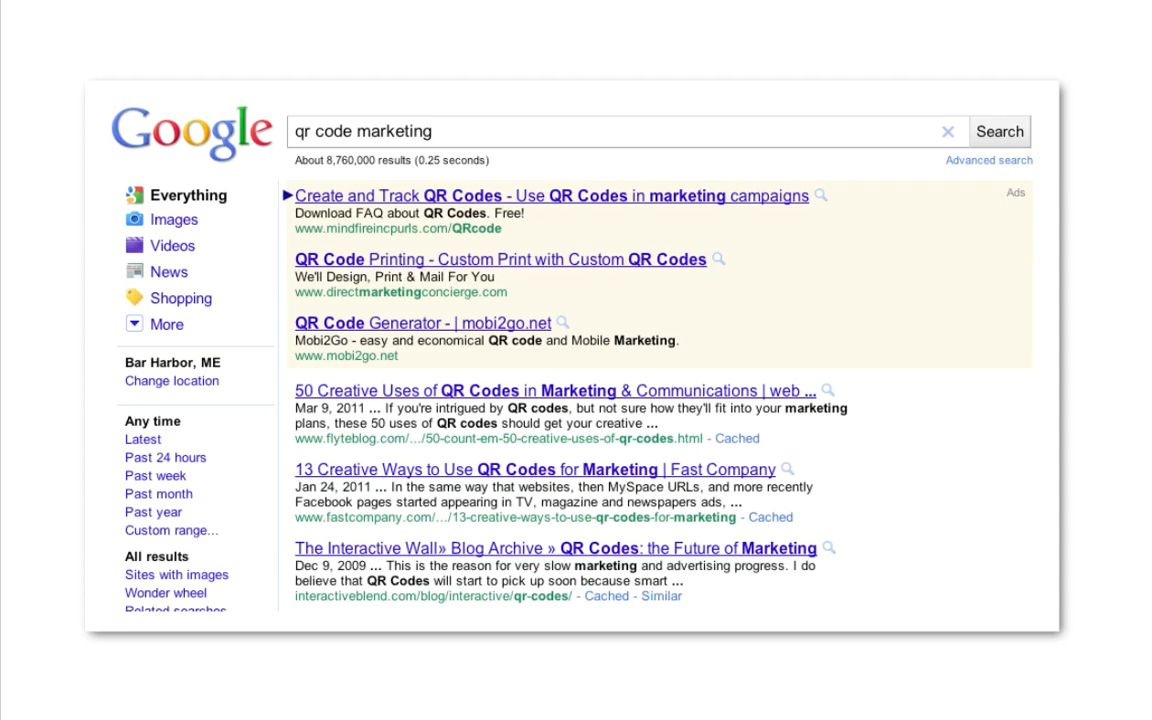 Google
qr code marketing
Search
About 8,760,000 results (0.25 seconds)
Advanced search
Everything
Images
Videos
News
Shopping
More
Bar Harbor, ME
Change location
Any time
Latest
Past 24 hours
Past week
Past month
Past year
Custom range...
All results
Sites with images
Wonder wheel
Related searches
Ads
Create and Track QR Codes - Use QR Codes in marketing campaigns
Download FAQ about QR Codes. Free!
www.mindfireincpurls.com/QRcode
QR Code Printing - Custom Print with Custom QR Codes
We'll Design, Print & Mail For You
www.directmarketingconcierge.com
QR Code Generator - | mobi2go.net
Mobi2Go - easy and economical QR code and Mobile Marketing.
www.mobi2go.net
50 Creative Uses of QR Codes in Marketing & Communications | web ...
Mar 9, 2011 ... If you're intrigued by QR codes, but not sure how they'll fit into your marketing
plans, these 50 uses of QR codes should get your creative ...
www.flyteblog.com/.../50-count-em-50-creative-uses-of-qr-codes.html - Cached
13 Creative Ways to Use QR Codes for Marketing | Fast Company
Jan 24, 2011 ... In the same way that websites, then MySpace URLs, and more recently
Facebook pages started appearing in TV, magazine and newspapers ads, ...
www.fastcompany.com/.../13-creative-ways-to-use-qr-codes-for-marketing - Cached
The Interactive Wall» Blog Archive » QR Codes: the Future of Marketing
Dec 9, 2009 ... This is the reason for very slow marketing and advertising progress. I do
believe that QR Codes will start to pick up soon because smart ...
interactiveblend.com/blog/interactive/qr-codes/ - Cached - Similar